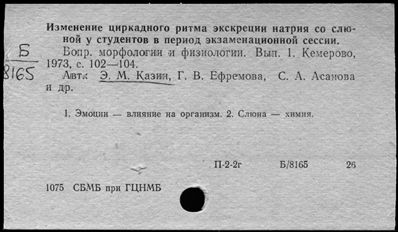 Изменение циркадного ритма экскреции натрия со слюной у студентов в период экзаменационной сессии.
Б
8165
Вопр. морфологии и физиологии. Вып. 1. Кемерово,
1973, с. 102—104.
Авт.: Э. М. Казин, Г. В. Ефремова, С. А. Асанова
и др.
1. Эмоции — влияние на организм. 2. Слюна — химия.
П-2-2г Б/8165 26
1075 СБМБ при ГЦНМБ